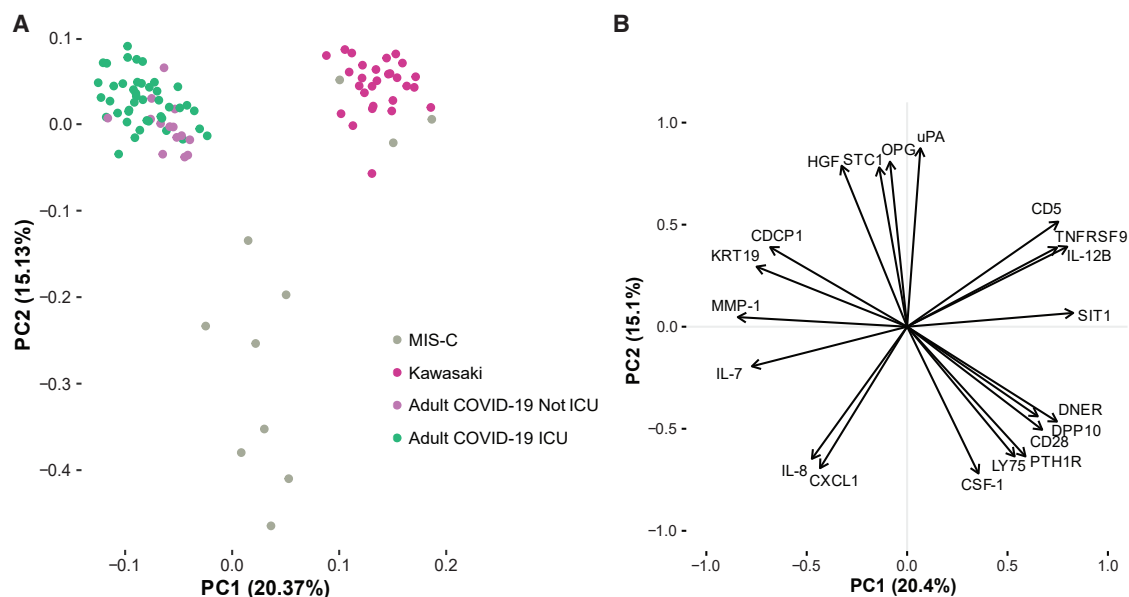 A
0.1
0.0
−0.1
−0.2
−0.3
−0.4
PC2 (15.13%)
−0.1
0.0
0.1
0.2
PC1 (20.37%)
MIS-C
Kawasaki
Adult COVID-19 Not ICU
Adult COVID-19 ICU
B
1.0
0.5
0.0
−0.5
−1.0
PC2 (15.1%)
uPA
OPG
HGF
STC1
CD5
CDCP1
TNFRSF9
KRT19
IL-12B
MMP-1
SIT1
IL-7
DNER
DPP10
CD28
IL-8
LY75
PTH1R
CXCL1
CSF-1
−1.0
−0.5
0.0
0.5
1.0
PC1 (20.4%)